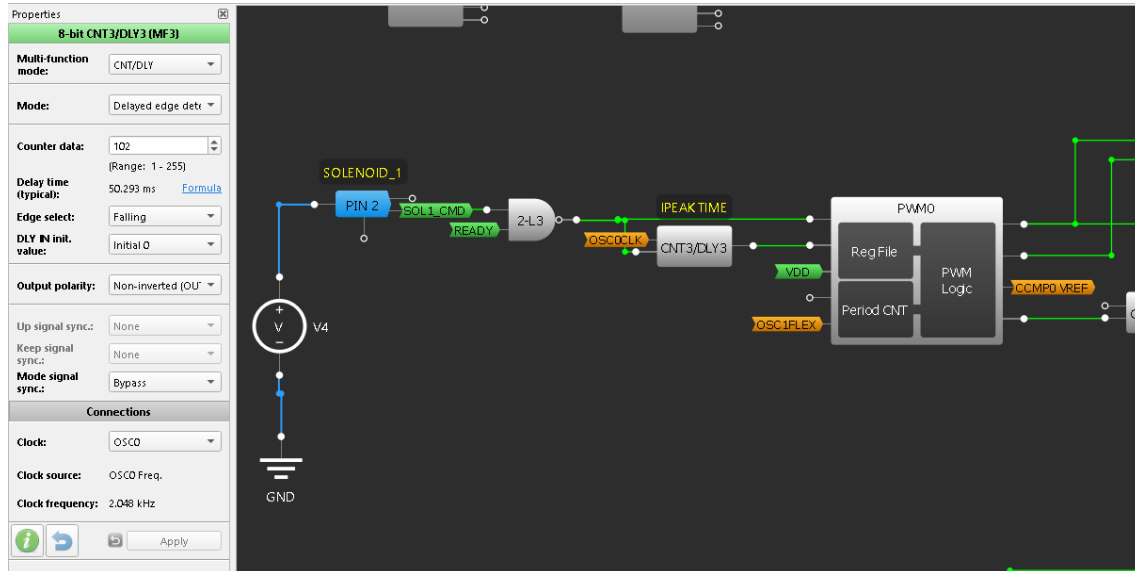 Properties
8-bit CNT3/DLY3 (MF3)
Multi-function mode:
CNT/DLY
Mode:
Delayed edge dete
Counter data:
102
(Range: 1 - 255)
Delay time (typical):
50.293 ms
Formula
Edge select:
Falling
DLY IN init. value:
Initial 0
Output polarity:
Non-inverted (OUT
Up signal sync.:
None
Keep signal sync.:
None
Mode signal sync.:
Bypass
Connections
Clock:
OSC0
Clock source:
OSC0 Freq.
Clock frequency:
2.048 kHz
Apply
SOLENOID_1
PIN 2
SOL1_CMD
READY
2-L3
IPEAK TIME
OSC0CLK
CNT3/DLY3
VDD
OSC1FLEX
PWM0
Reg File
Period CNT
PWM
Logic
CCMP0 VREF
+
V
−
V4
GND